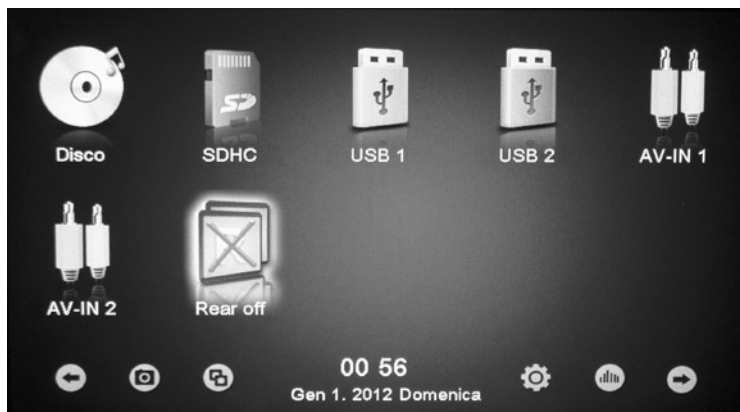 Disco
SDHC
USB 1
USB 2
AV-IN 1
AV-IN 2
Rear off
00 56
Gen 1. 2012 Domenica